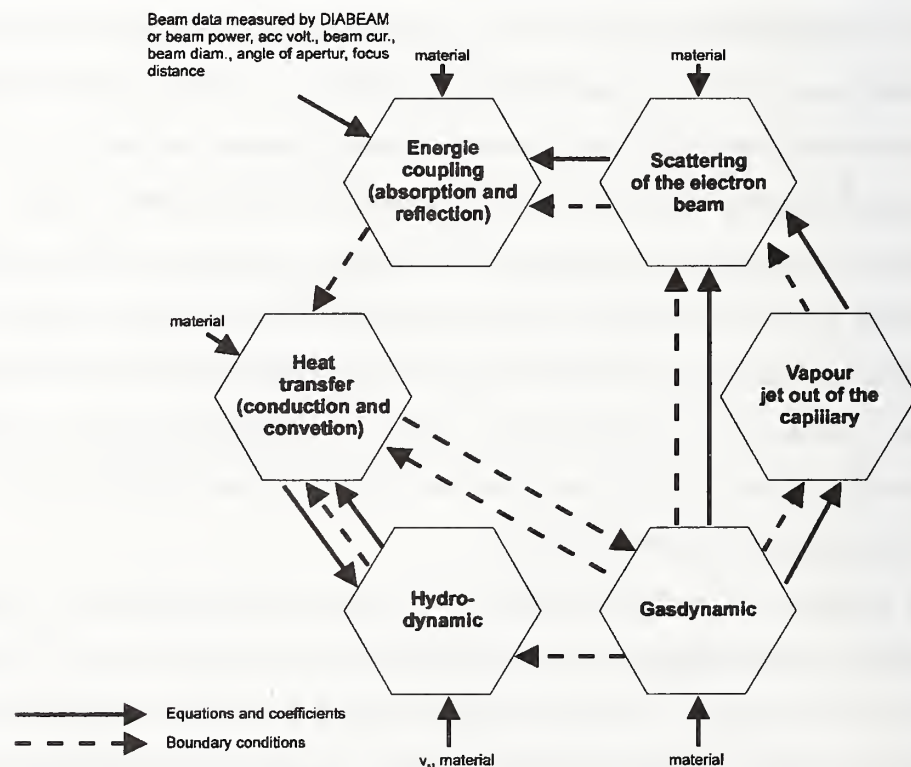 Beam data measured by DIABEAM
or beam power, acc volt., beam cur.,
beam diam., angle of apertur, focus
distance
material
material
Energie
coupling
(absorption and
reflection)
Scattering
of the electron
beam
material
Heat
transfer
(conduction and
convetion)
Vapour
jet out of the
capillary
Hydro-
dynamic
Gasdynamic
Equations and coefficients
Boundary conditions
material
material